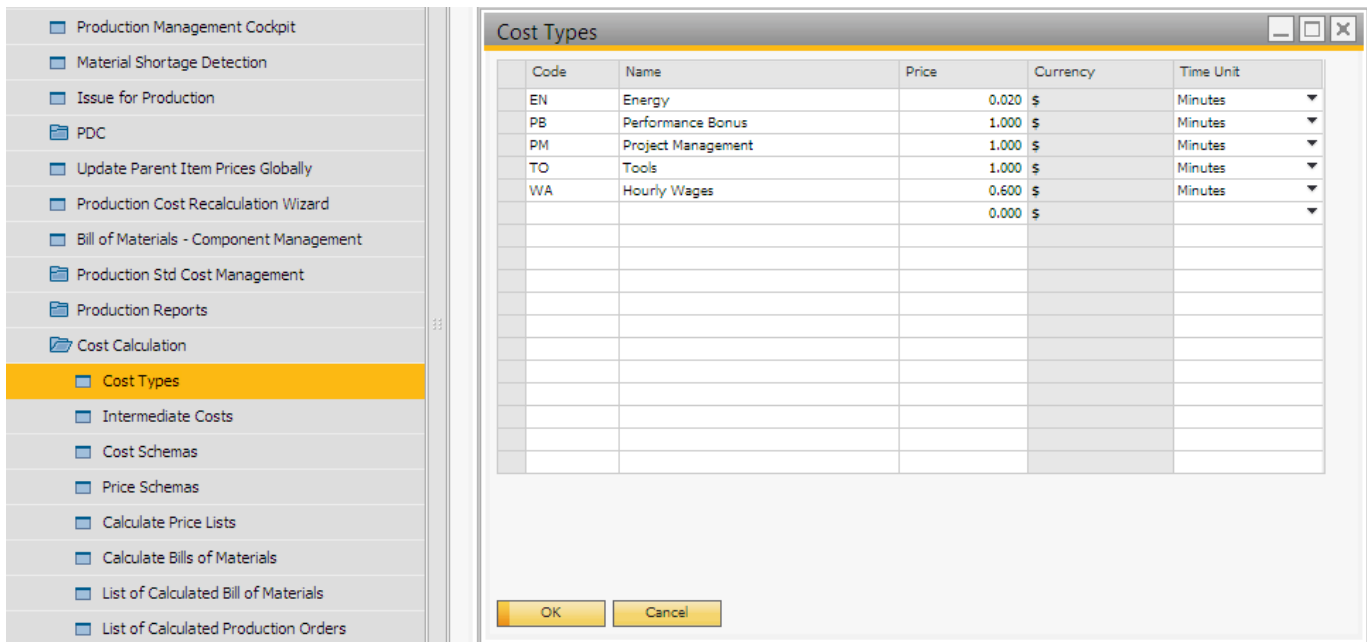 Production Management Cockpit
Material Shortage Detection
Issue for Production
PDC
Update Parent Item Prices Globally
Production Cost Recalculation Wizard
Bill of Materials - Component Management
Production Std Cost Management
Production Reports
Cost Calculation
Cost Types
Intermediate Costs
Cost Schemas
Price Schemas
Calculate Price Lists
Calculate Bills of Materials
List of Calculated Bill of Materials
List of Calculated Production Orders
Cost Types
Code Name Price Currency Time Unit
EN Energy 0.020 $ Minutes
PB Performance Bonus 1.000 $ Minutes
PM Project Management 1.000 $ Minutes
TO Tools 1.000 $ Minutes
WA Hourly Wages 0.600 $ Minutes
0.000 $
OK Cancel